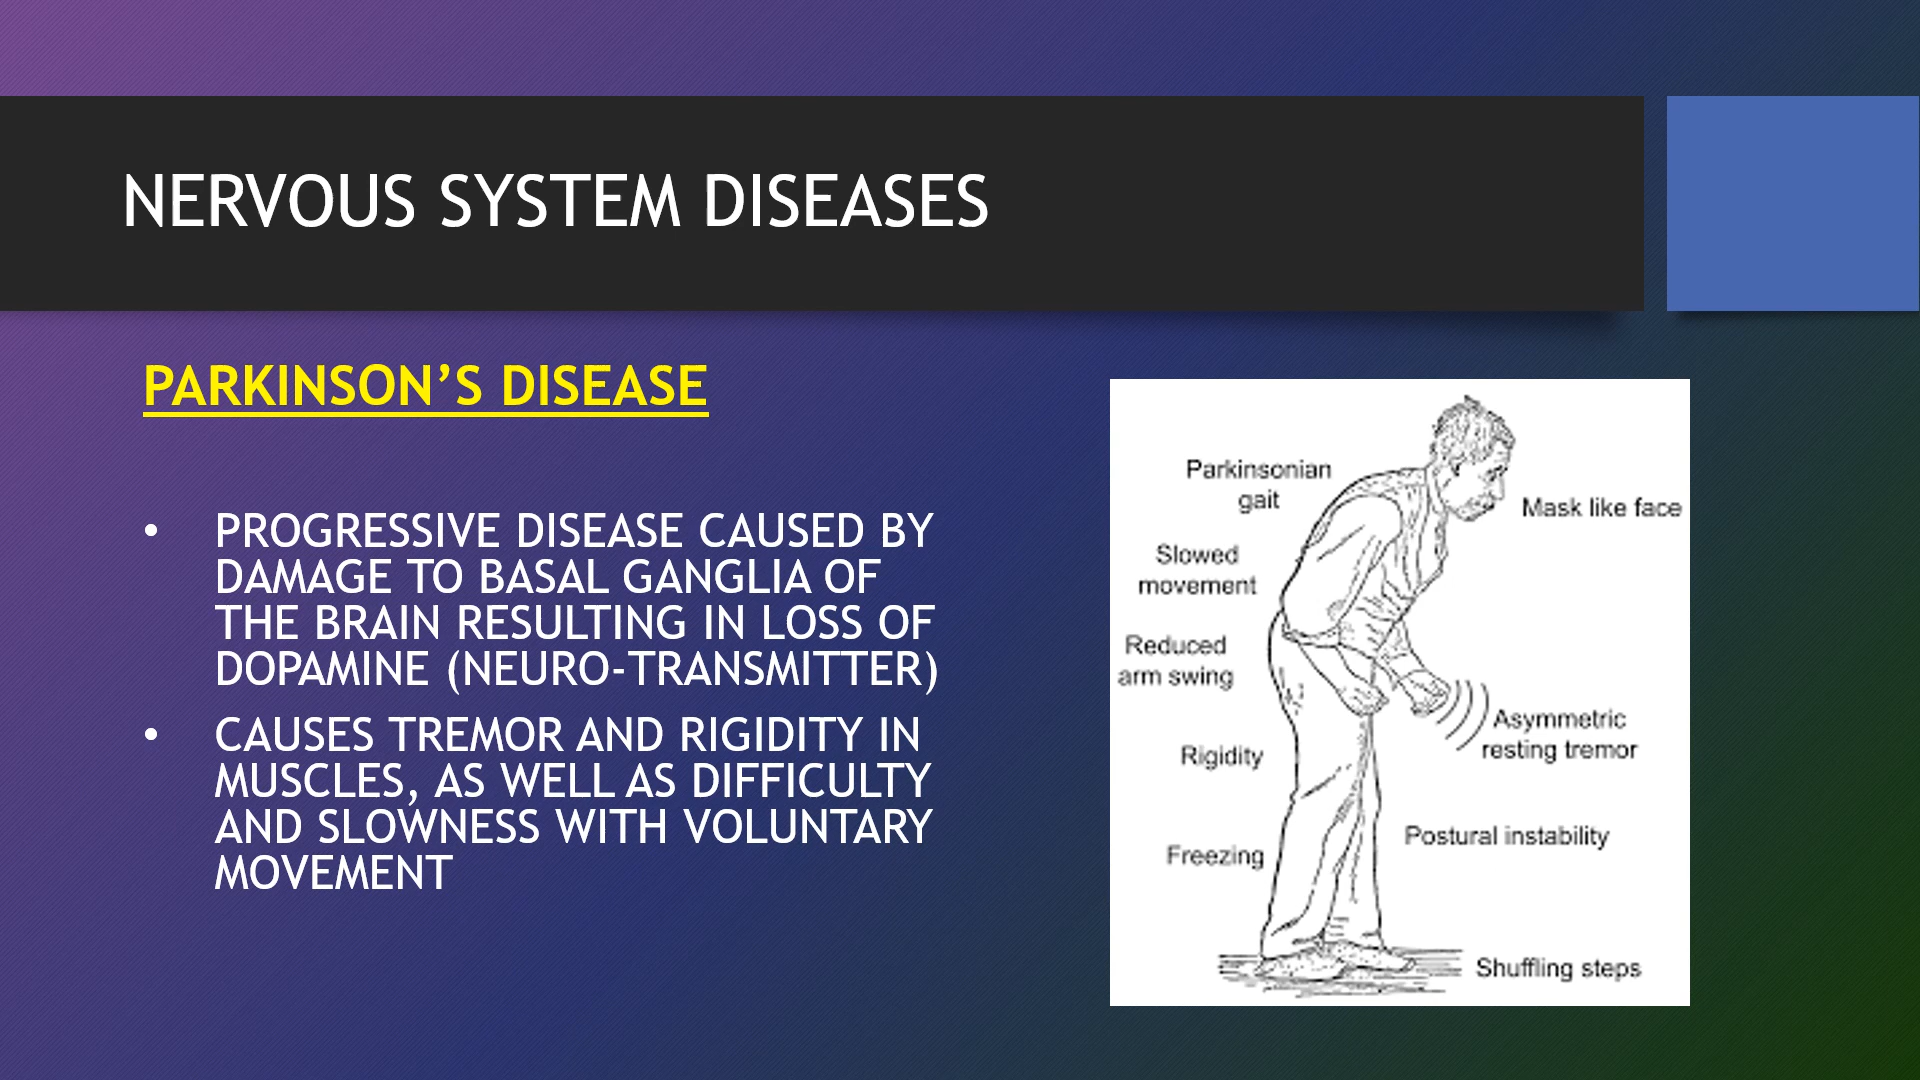 NERVOUS SYSTEM DISEASES
PARKINSON’S DISEASE
• PROGRESSIVE DISEASE CAUSED BY
DAMAGE TO BASAL GANGLIA OF
THE BRAIN RESULTING IN LOSS OF
DOPAMINE (NEURO-TRANSMITTER)
• CAUSES TREMOR AND RIGIDITY IN
MUSCLES, AS WELL AS DIFFICULTY
AND SLOWNESS WITH VOLUNTARY
MOVEMENT
Parkinsonian
gait
Mask like face
Slowed
movement
Reduced
arm swing
Asymmetric
resting tremor
Rigidity
Postural instability
Freezing
Shuffling steps